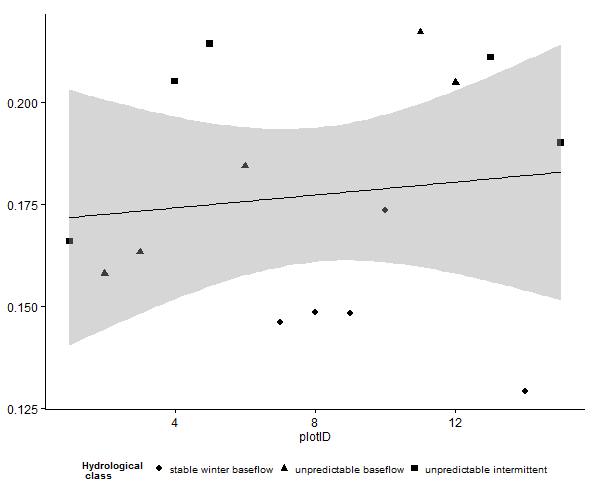 0.200
0.175
0.150
0.125
4 8 12
plotID
Hydrological
class
stable winter baseflow unpredictable baseflow unpredictable intermittent